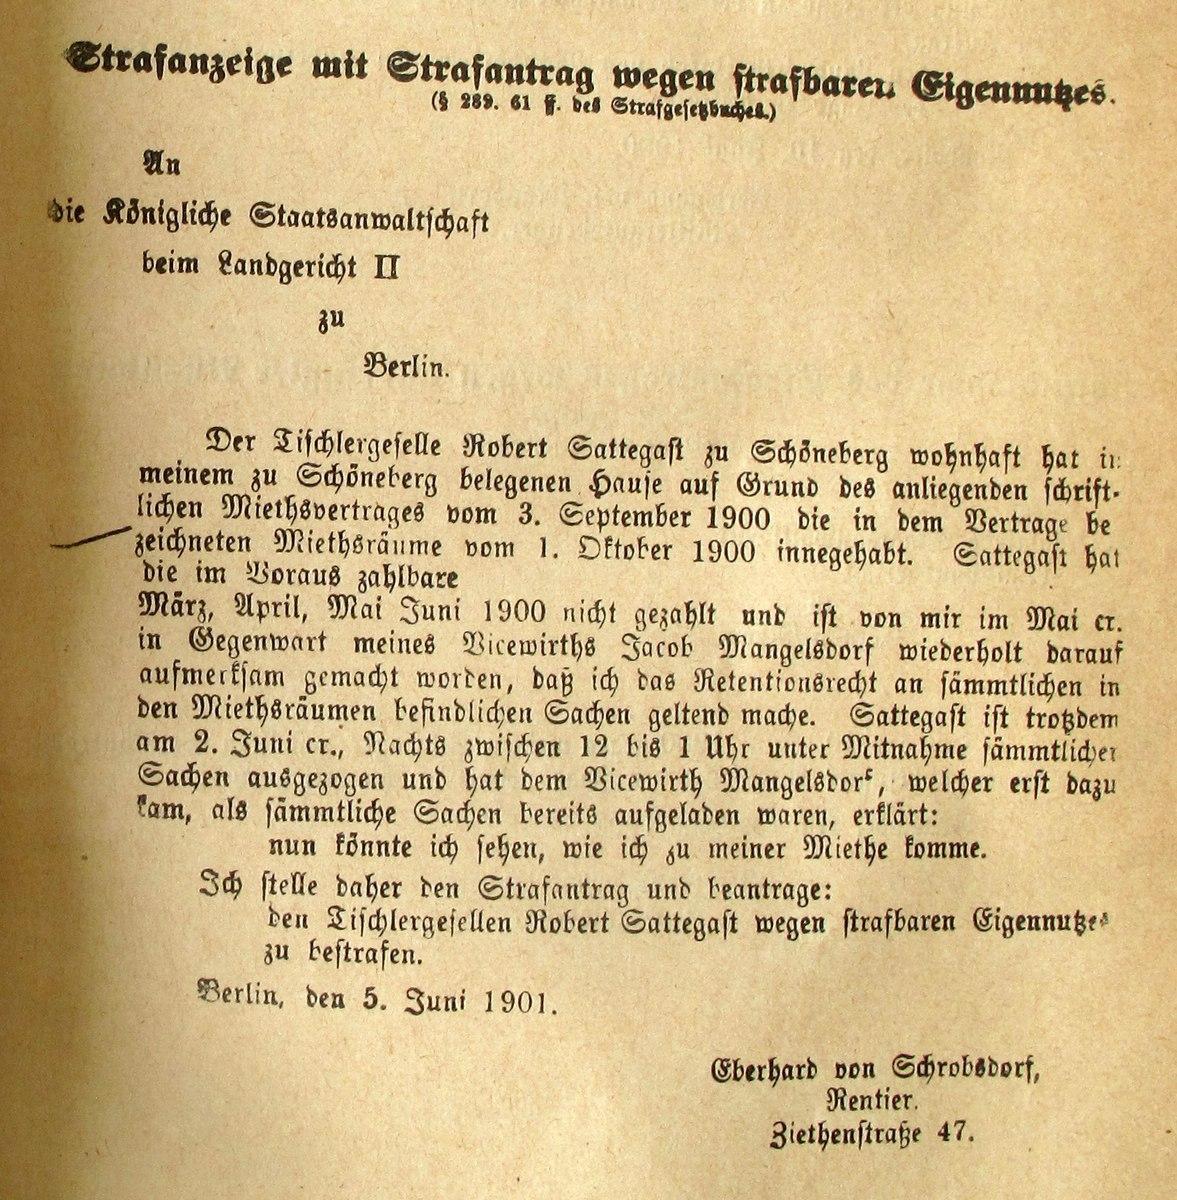 Strafanzeige mit Strafantrag wegen strafbaren Eigennutzes.
(§ 289. 61 ff. des Strafgesetzbuches.)
An
die Königliche Staatsanwaltschaft
beim Landgericht II
zu
Berlin.
Der Tischlergeselle Robert Sattegast zu Schöneberg wohnhaft hat in
meinem zu Schöneberg belegenen Hause auf Grund des anliegenden schrift-
lichen Miethsvertrages vom 3. September 1900 die in dem Vertrage be
zeichneten Miethsräume vom 1. Oktober 1900 innegehabt. Sattegast hat
die im Voraus zahlbare
März, April, Mai Juni 1900 nicht gezahlt und ist von mir im Mai cr.
in Gegenwart meines Vicewirths Jacob Mangelsdorf wiederholt darauf
aufmerksam gemacht worden, daß ich das Retentionsrecht an sämmtlichen in
den Miethsräumen befindlichen Sachen geltend mache. Sattegast ist trotzdem
am 2. Juni cr., Nachts zwischen 12 bis 1 Uhr unter Mitnahme sämmtlicher
Sachen ausgezogen und hat dem Vicewirth Mangelsdorf, welcher erst dazu
kam, als sämmtliche Sachen bereits aufgeladen waren, erklärt:
nun könnte ich sehen, wie ich zu meiner Miethe komme.
Ich stelle daher den Strafantrag und beantrage:
den Tischlergesellen Robert Sattegast wegen strafbaren Eigennutzes
zu bestrafen.
Berlin, den 5. Juni 1901.
Eberhard von Schrobsdorf,
Rentier.
Ziethenstraße 47.